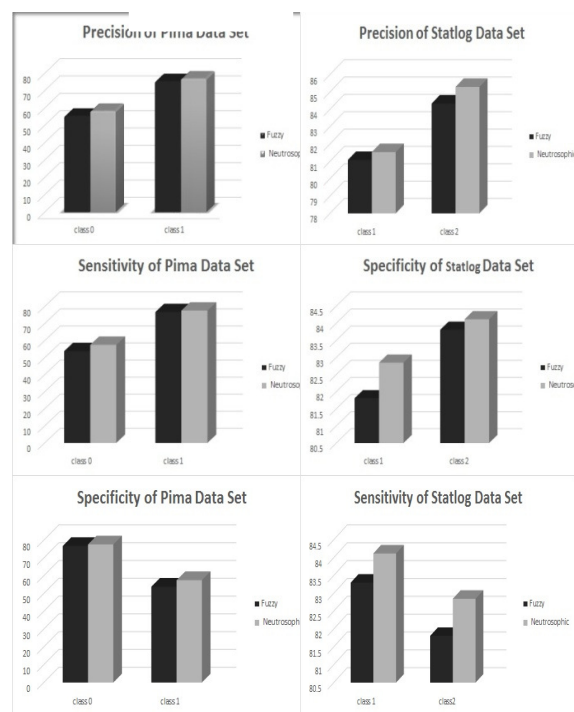 Precision of Pima Data Set
80
70
60
50
40
30
20
10
0
class 0
class 1
Fuzzy
Neutrosop
Precision of Statlog Data Set
86
85
84
83
82
81
80
79
78
class 1
class 2
Fuzzy
Neutrosophic
Sensitivity of Pima Data Set
80
70
60
50
40
30
20
10
0
class 0
class 1
Fuzzy
Neutrosop
Specificity of Statlog Data Set
84.5
84
83.5
83
82.5
82
81.5
81
80.5
class 1
class 2
Fuzzy
Neutros
Specificity of Pima Data Set
80
70
60
50
40
30
20
10
0
class 0
class 1
Fuzzy
Neutrosophi
Sensitivity of Statlog Data Set
84.5
84
83.5
83
82.5
82
81.5
81
80.5
class 1
class2
Fuzzy
Neutrosophic